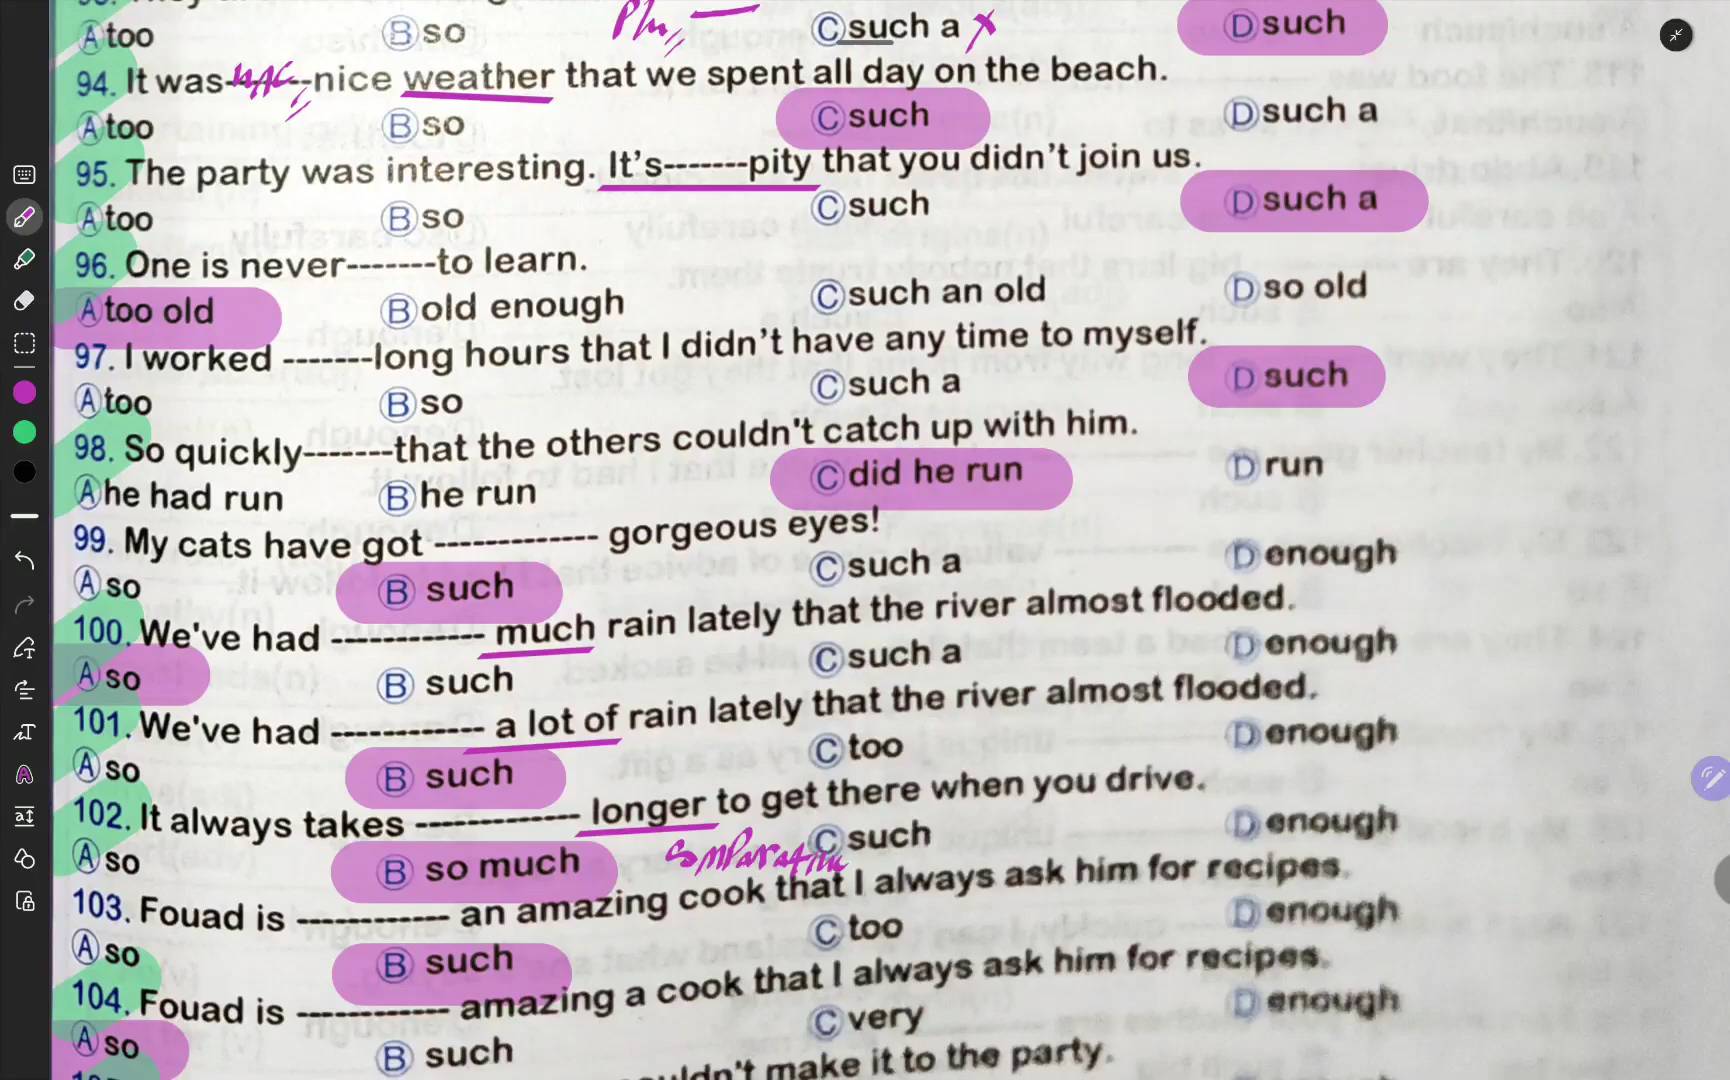 A too B so C such a D such
94. It was-------nice weather that we spent all day on the beach.
A too B so C such D such a
95. The party was interesting. It's-------pity that you didn't join us.
A too B so C such D such a
96. One is never-------to learn.
A too old B old enough C such an old D so old
97. I worked -------long hours that I didn't have any time to myself.
A too B so C such a D such
98. So quickly-------that the others couldn't catch up with him.
A he had run B he run C did he run D run
99. My cats have got ------------- gorgeous eyes!
A so B such C such a D enough
100. We've had ------------ much rain lately that the river almost flooded.
A so B such C such a D enough
101. We've had ------------ a lot of rain lately that the river almost flooded.
A so B such C too D enough
102. It always takes ------------- longer to get there when you drive.
A so B so much C such D enough
103. Fouad is ------------ an amazing cook that I always ask him for recipes.
A so B such C too D enough
104. Fouad is ------------ amazing a cook that I always ask him for recipes.
A so B such C very D enough
make it to the party.